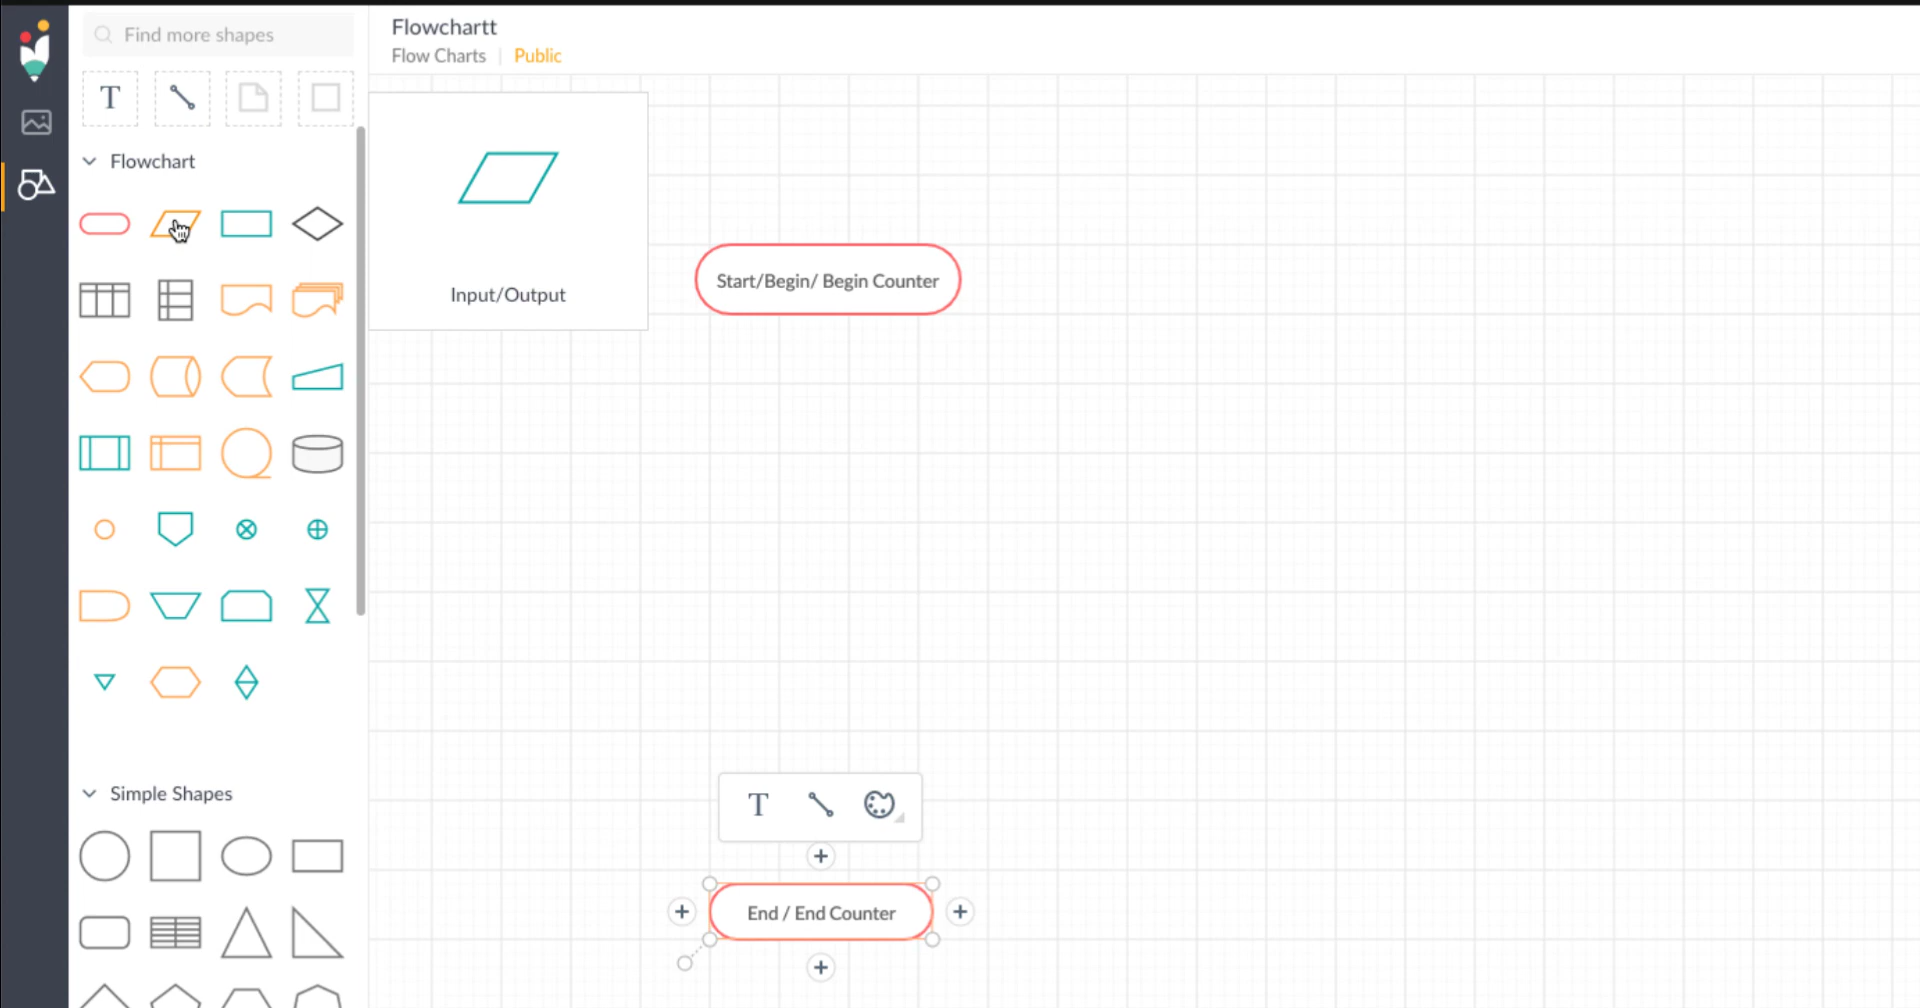 Find more shapes
Flowchartt
Flow Charts | Public
T
Flowchart
Input/Output
Start/Begin/ Begin Counter
Simple Shapes
T
End / End Counter